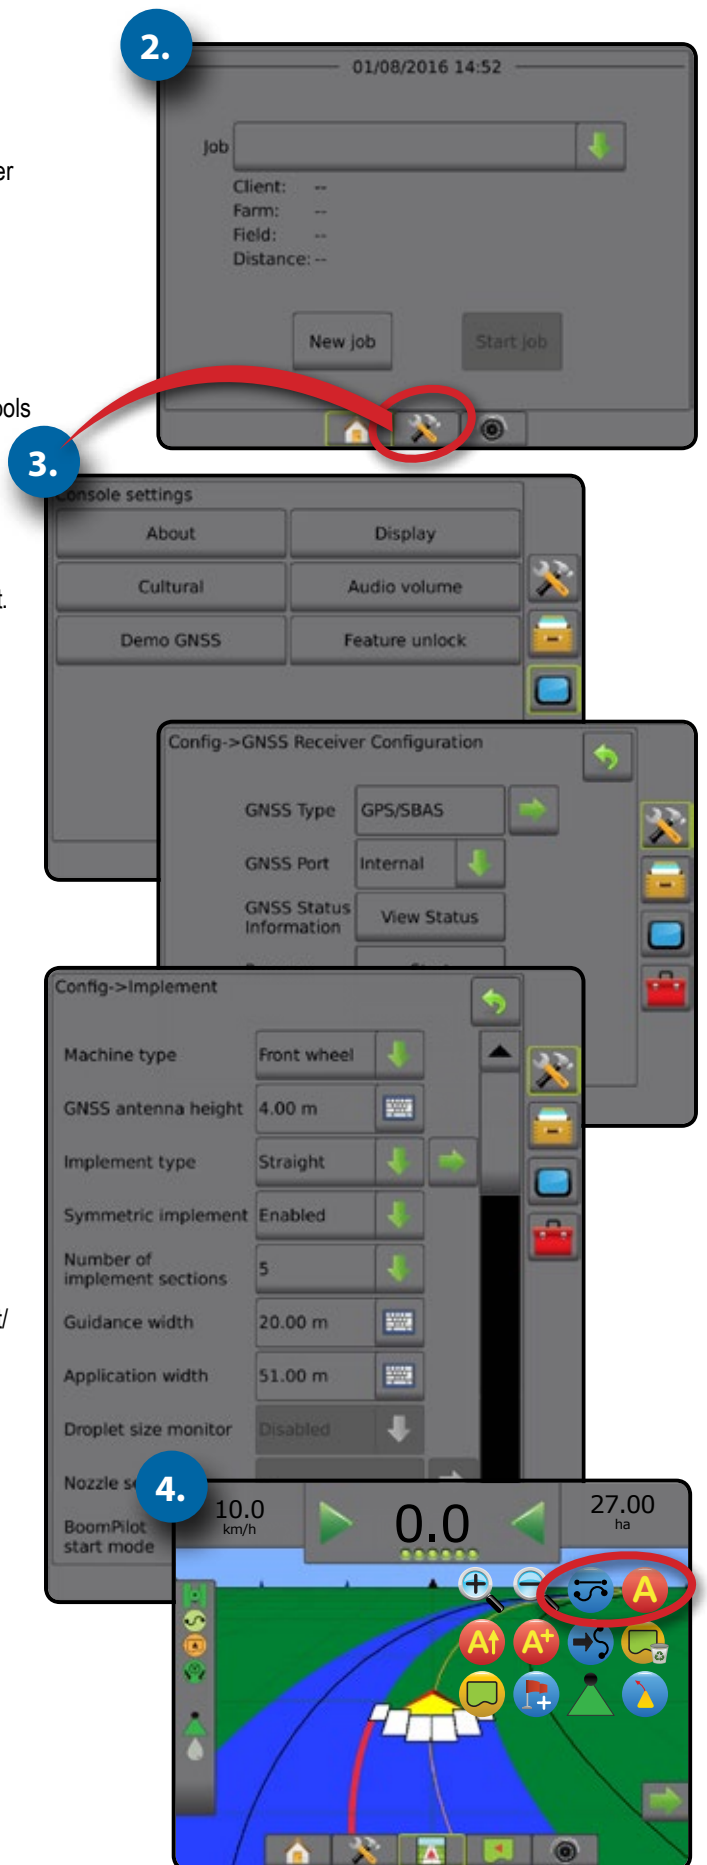 2.
01/08/2016 14:52
er
Job
Client: --
Farm: --
Field: --
Distance: --
New job
Start job
ools
3.
Console settings
About
Display
Cultural
Audio volume
t.
Demo GNSS
Feature unlock
Config->GNSS Receiver Configuration
GNSS Type
GPS/SBAS
GNSS Port
Internal
GNSS Status
Information
View Status
Config->Implement
Machine type
Front wheel
GNSS antenna height
4.00 m
Implement type
Straight
Symmetric implement
Enabled
Number of
implement sections
5
Guidance width
20.00 m
/
Application width
51.00 m
Droplet size monitor
Disabled
Nozzle se
4.
BoomPilot
start mode
10.0
km/h
0.0
27.00
ha
A
A
A+